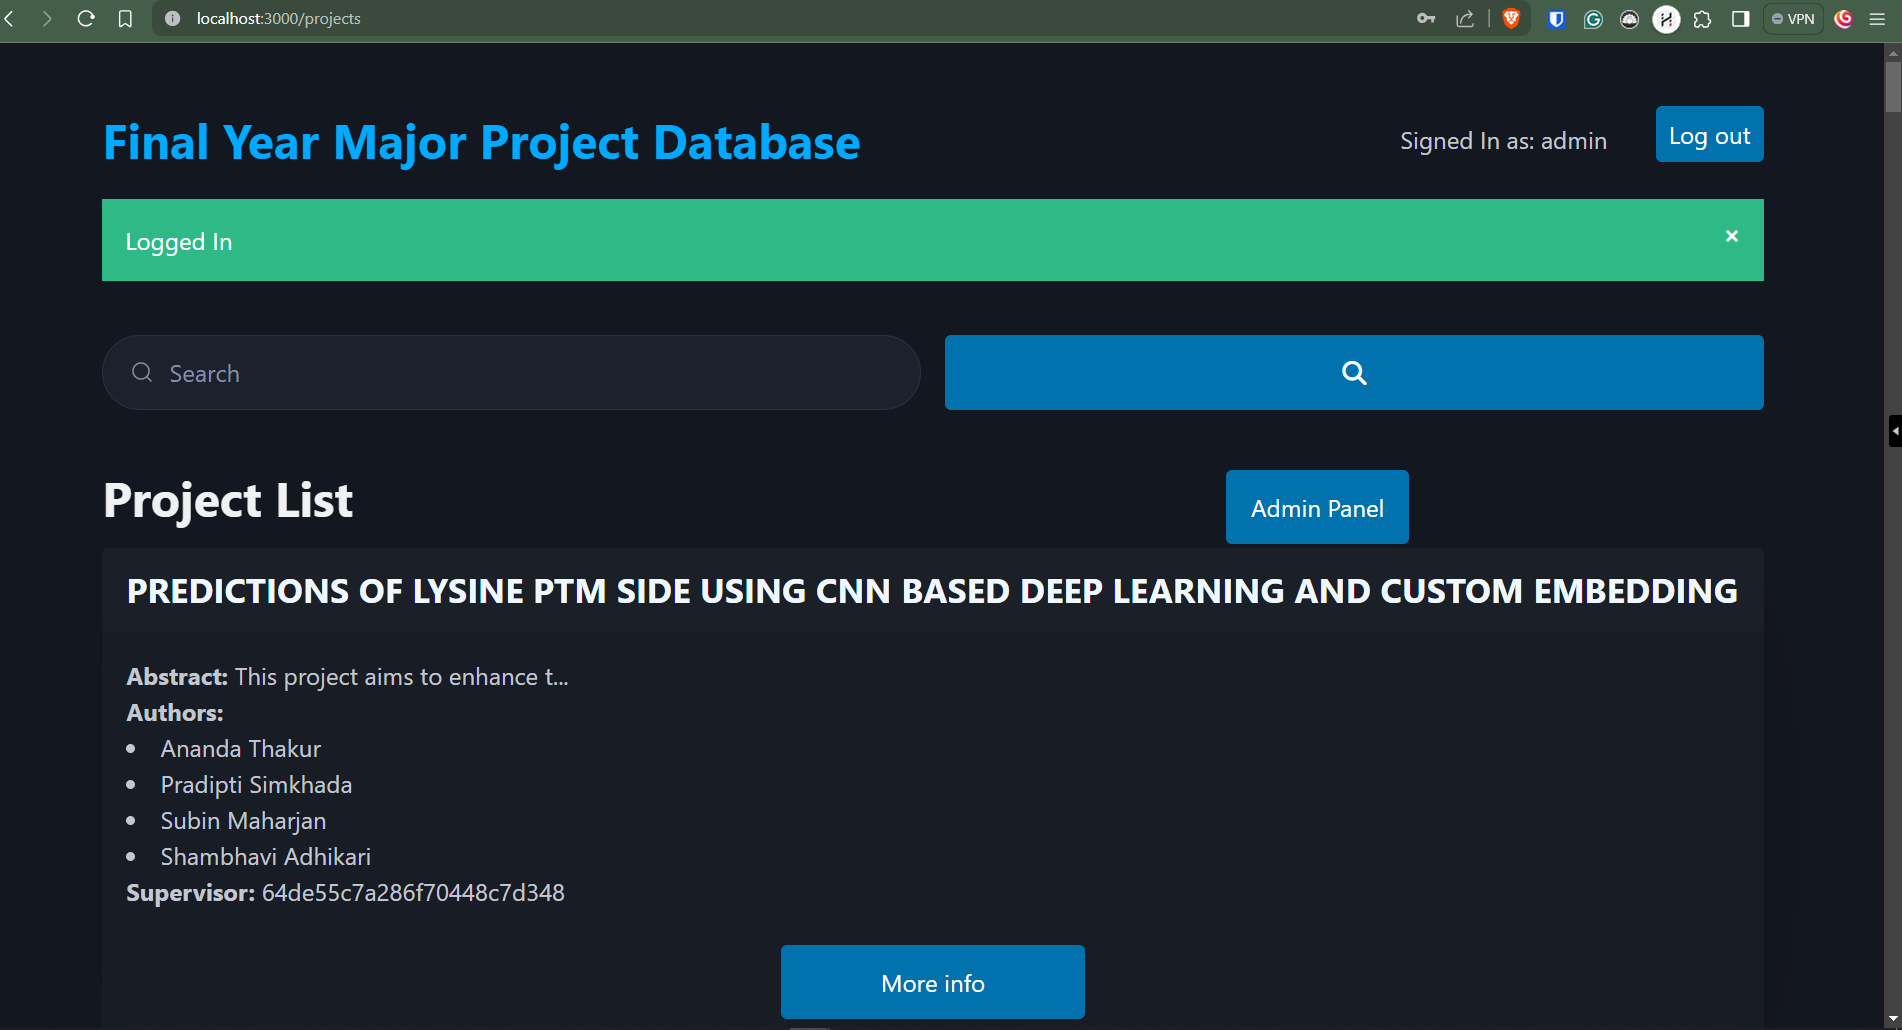 localhost:3000/projects
VPN
Final Year Major Project Database
Signed In as: admin
Log out
Logged In
×
Search
Project List
Admin Panel
PREDICTIONS OF LYSINE PTM SIDE USING CNN BASED DEEP LEARNING AND CUSTOM EMBEDDING
Abstract: This project aims to enhance t...
Authors:
• Ananda Thakur
• Pradipti Simkhada
• Subin Maharjan
• Shambhavi Adhikari
Supervisor: 64de55c7a286f70448c7d348
More info